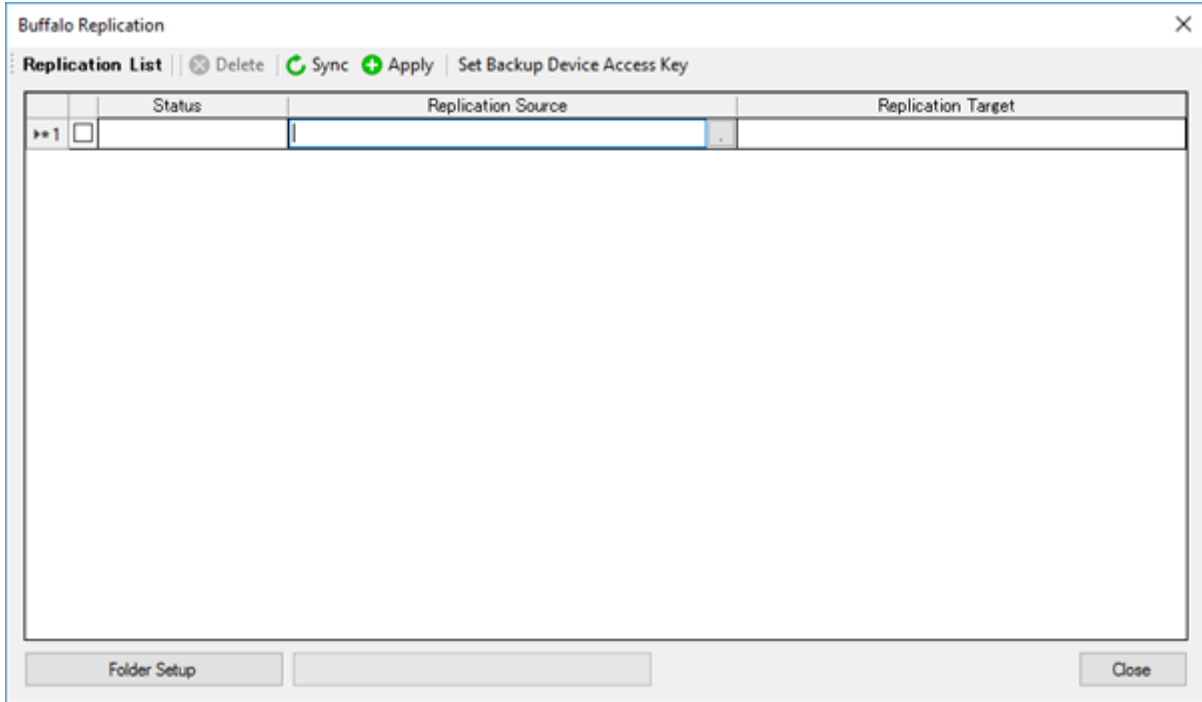 Buffalo Replication
Replication List Delete Sync Apply Set Backup Device Access Key
Status Replication Source Replication Target
1
Folder Setup Close